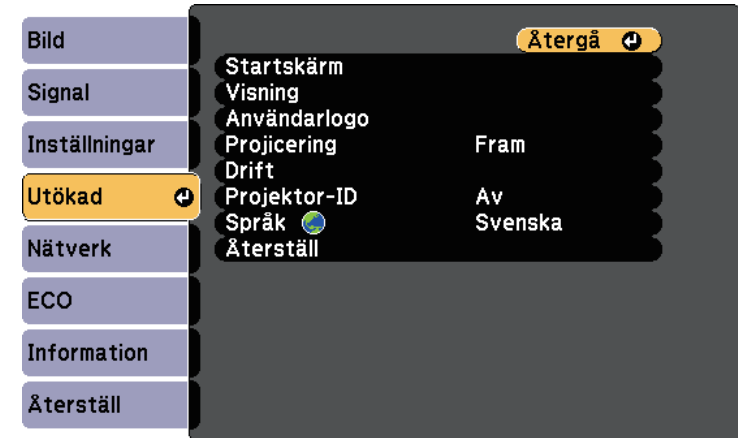 Bild
Signal
Inställningar
Utökad
Nätverk
ECO
Information
Återställ
Återgå
Startskärm
Visning
Användarlogo
Projicering Fram
Drift
Projektor-ID Av
Språk Svenska
Återställ